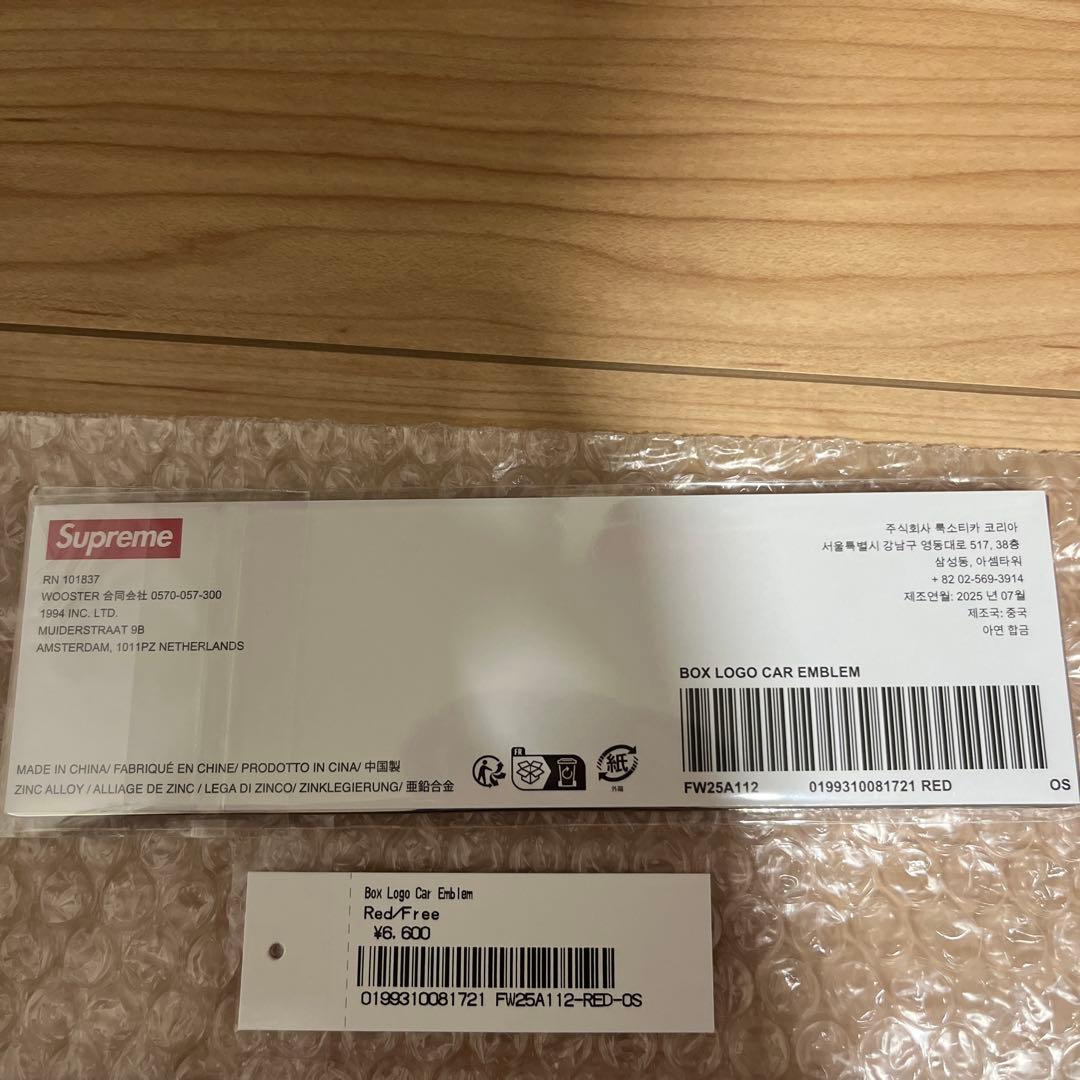 Supreme
RN 101837
WOOSTER 合同会社 0570-057-300
1994 INC. LTD.
MUIDERSTRAAT 9B
AMSTERDAM, 1011PZ NETHERLANDS
주식회사 룩소티카 코리아
서울특별시 강남구 영동대로 517, 38층
삼성동, 아셈타워
+ 82 02-569-3914
제조연월: 2025 년 07월
제조국: 중국
아연 합금
MADE IN CHINA/ FABRIQUÉ EN CHINE/ PRODOTTO IN CINA/ 中国製
ZINC ALLOY / ALLIAGE DE ZINC / LEGA DI ZINCO/ ZINKLEGIERUNG/ 亜鉛合金
FR
紙
外箱
BOX LOGO CAR EMBLEM
FW25A112 0199310081721 RED OS
Box Logo Car Emblem
Red/Free
¥6,600
0199310081721 FW25A112-RED-OS